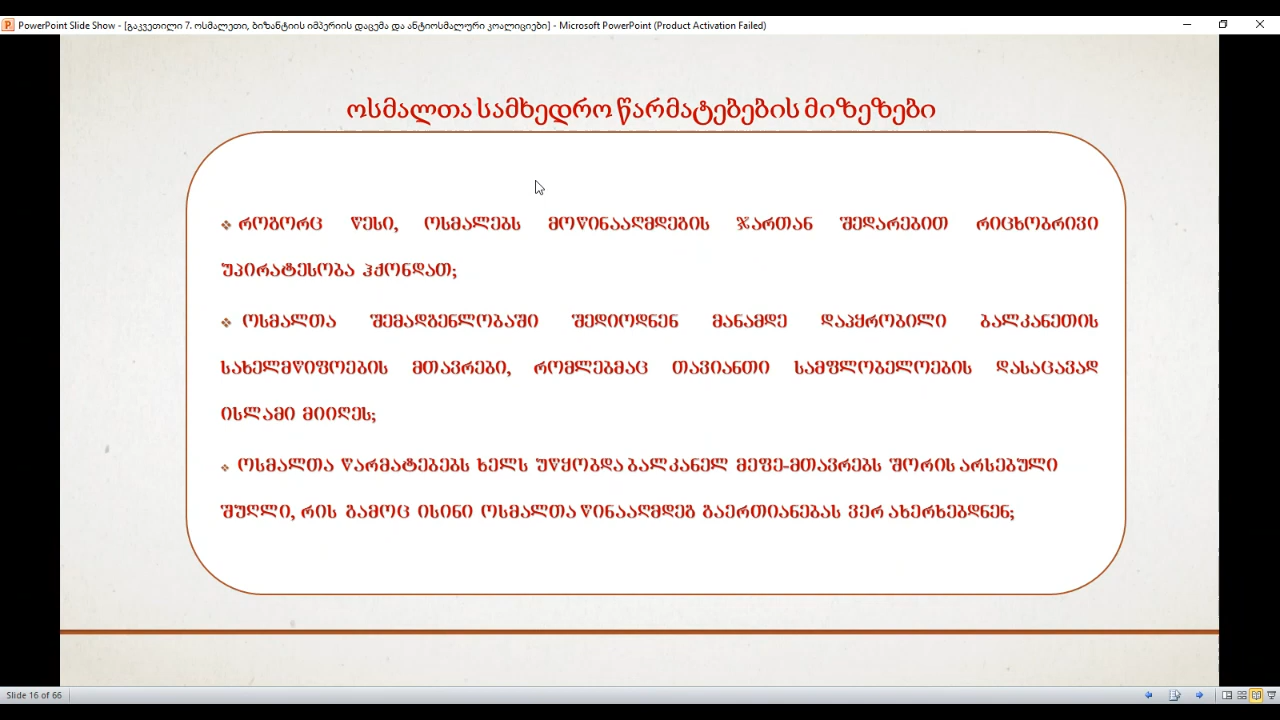 PowerPoint Slide Show - [გაკვეთილი 7. ოსმალეთი, ბიზანტიის იმპერიის დაცემა და ანტიოსმალური კოალიციები] - Microsoft PowerPoint (Product Activation Failed)
ოსმალთა სამხედრო წარმატებების მიზეზები
❖ როგორც წესი, ოსმალებს მოწინააღმდეგის ჯართან შედარებით რიცხობრივი
უპირატესობა ჰქონდათ;
❖ ოსმალთა შემადგენლობაში შედიოდნენ მანამდე დაპყრობილი ბალკანეთის
სახელმწიფოების მთავრები, რომლებმაც თავიანთი სამფლობელოების დასაცავად
ისლამი მიიღეს;
❖ ოსმალთა წარმატებებს ხელს უწყობდა ბალკანელ მეფე-მთავრებს შორის არსებული
შუღლი, რის გამოც ისინი ოსმალთა წინააღმდეგ გაერთიანებას ვერ ახერხებდნენ;
Slide 16 of 66